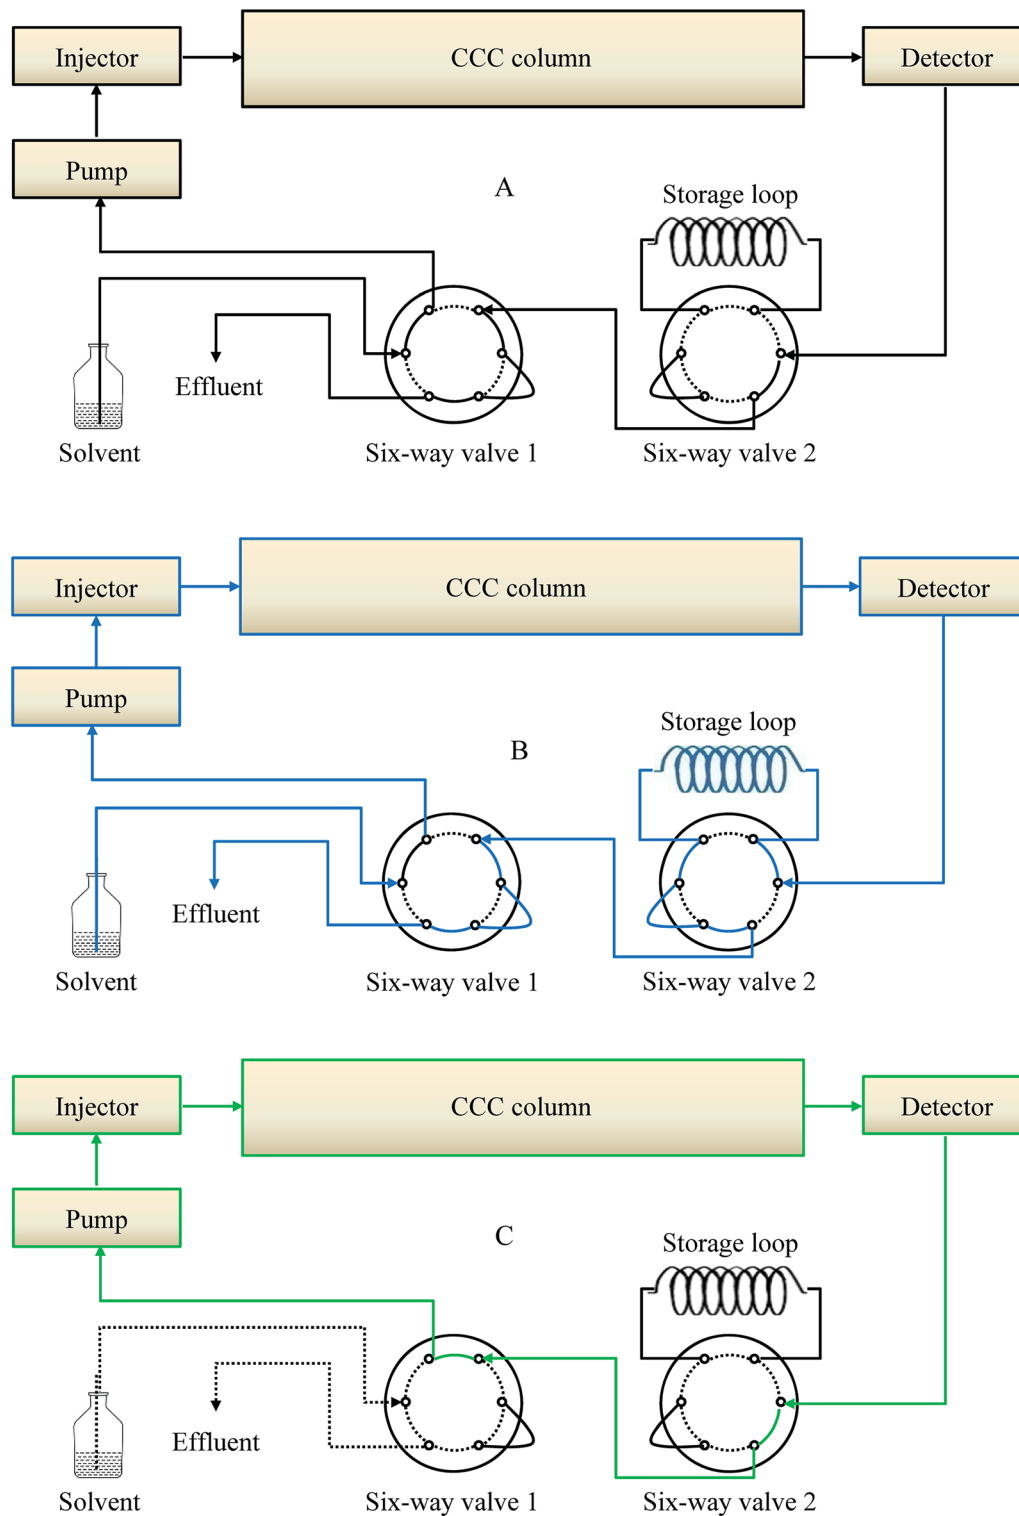 Injector
CCC column
Detector
Pump
A
Storage loop
Effluent
Solvent
Six-way valve 1
Six-way valve 2
Injector
CCC column
Detector
Pump
Storage loop
B
Effluent
Solvent
Six-way valve 1
Six-way valve 2
Injector
CCC column
Detector
Pump
C
Storage loop
Effluent
Solvent
Six-way valve 1
Six-way valve 2